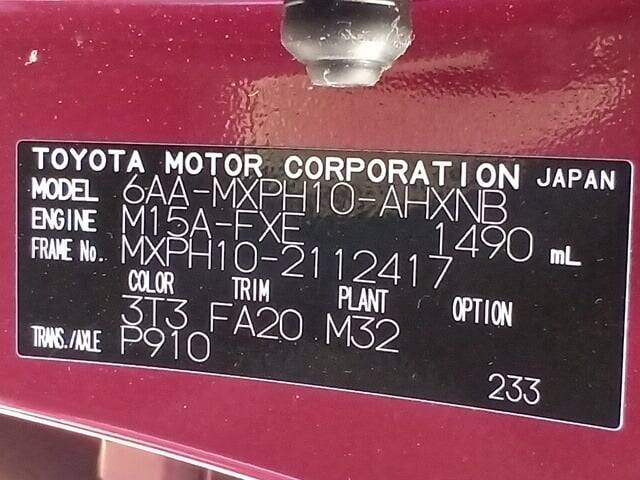 TOYOTA MOTOR CORPORATION JAPAN
MODEL 6AA-MXPH10-AHXNB
ENGINE M15A-FXE 1490 mL
FRAME No. MXPH10-2112417
COLOR TRIM PLANT OPTION
3T3 FA20 M32
TRANS./AXLE P910
233